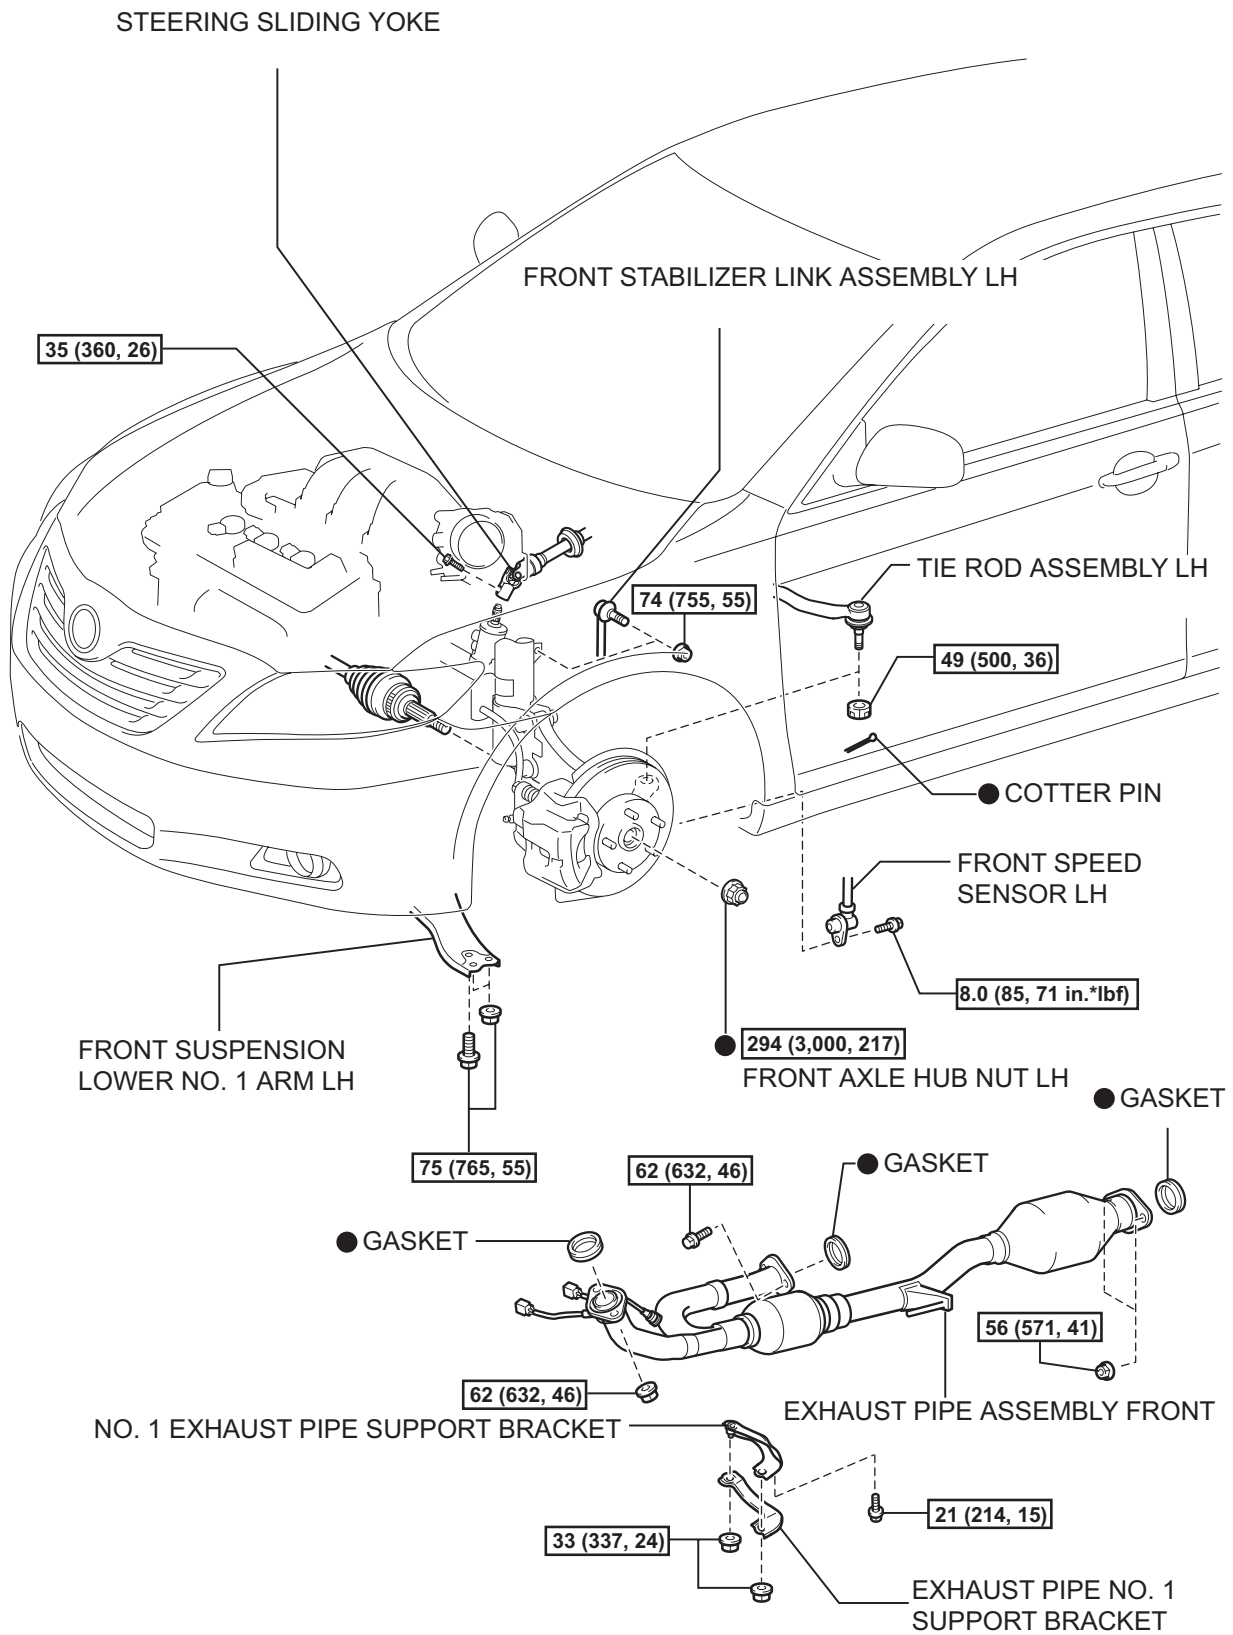 STEERING SLIDING YOKE
FRONT STABILIZER LINK ASSEMBLY LH
35 (360, 26)
TIE ROD ASSEMBLY LH
74 (755, 55)
49 (500, 36)
COTTER PIN
FRONT SPEED
SENSOR LH
8.0 (85, 71 in.*lbf)
294 (3,000, 217)
FRONT AXLE HUB NUT LH
FRONT SUSPENSION
LOWER NO. 1 ARM LH
75 (765, 55)
GASKET
62 (632, 46)
GASKET
GASKET
56 (571, 41)
62 (632, 46)
EXHAUST PIPE ASSEMBLY FRONT
NO. 1 EXHAUST PIPE SUPPORT BRACKET
21 (214, 15)
33 (337, 24)
EXHAUST PIPE NO. 1
SUPPORT BRACKET